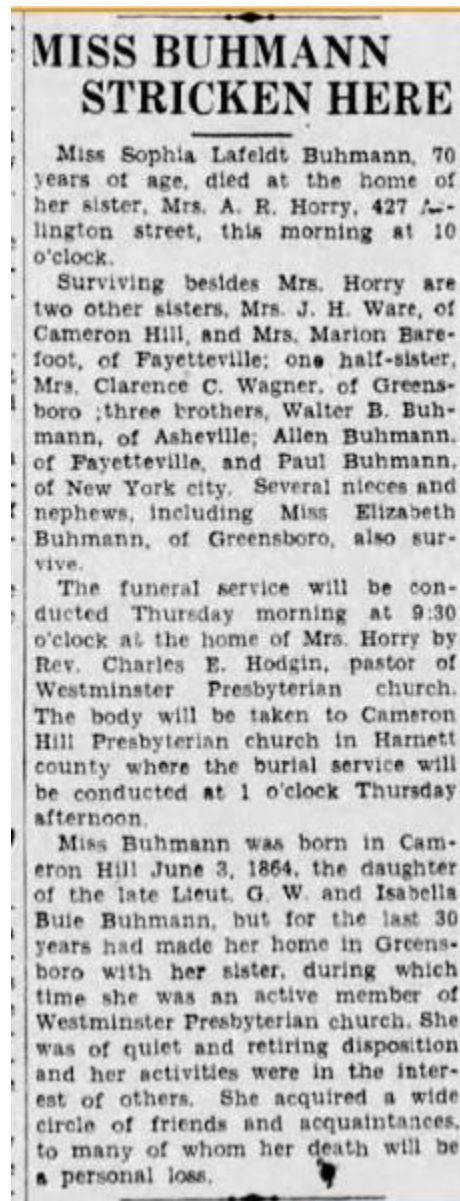 MISS BUHMANN
STRICKEN HERE
Miss Sophia Lafeldt Buhmann, 70
years of age, died at the home of
her sister, Mrs. A. R. Horry, 427
lington street, this morning at 10
o'clock.
Surviving besides Mrs. Horry are
two other sisters, Mrs. J. H. Ware, of
Cameron Hill, and Mrs. Marion Bare-
foot, of Fayetteville; one half-sister,
Mrs. Clarence C. Wagner, of Greens-
boro ;three brothers, Walter B. Buh-
mann, of Asheville; Allen Buhmann,
of Fayetteville, and Paul Buhmann,
of New York city. Several nieces and
nephews, including Miss Elizabeth
Buhmann, of Greensboro, also sur-
vive.
The funeral service will be con-
ducted Thursday morning at 9:30
o'clock at the home of Mrs. Horry by
Rev. Charles E. Hodgin, pastor of
Westminster Presbyterian church.
The body will be taken to Cameron
Hill Presbyterian church in Harnett
county where the burial service will
be conducted at 1 o'clock Thursday
afternoon.
Miss Buhmann was born in Cam-
eron Hill June 3, 1864, the daughter
of the late Lieut. G. W. and Isabella
Buie Buhmann, but for the last 30
years had made her home in Greens-
boro with her sister, during which
time she was an active member of
Westminster Presbyterian church. She
was of quiet and retiring disposition
and her activities were in the inter-
est of others. She acquired a wide
circle of friends and acquaintances,
to many of whom her death will be
a personal loss.